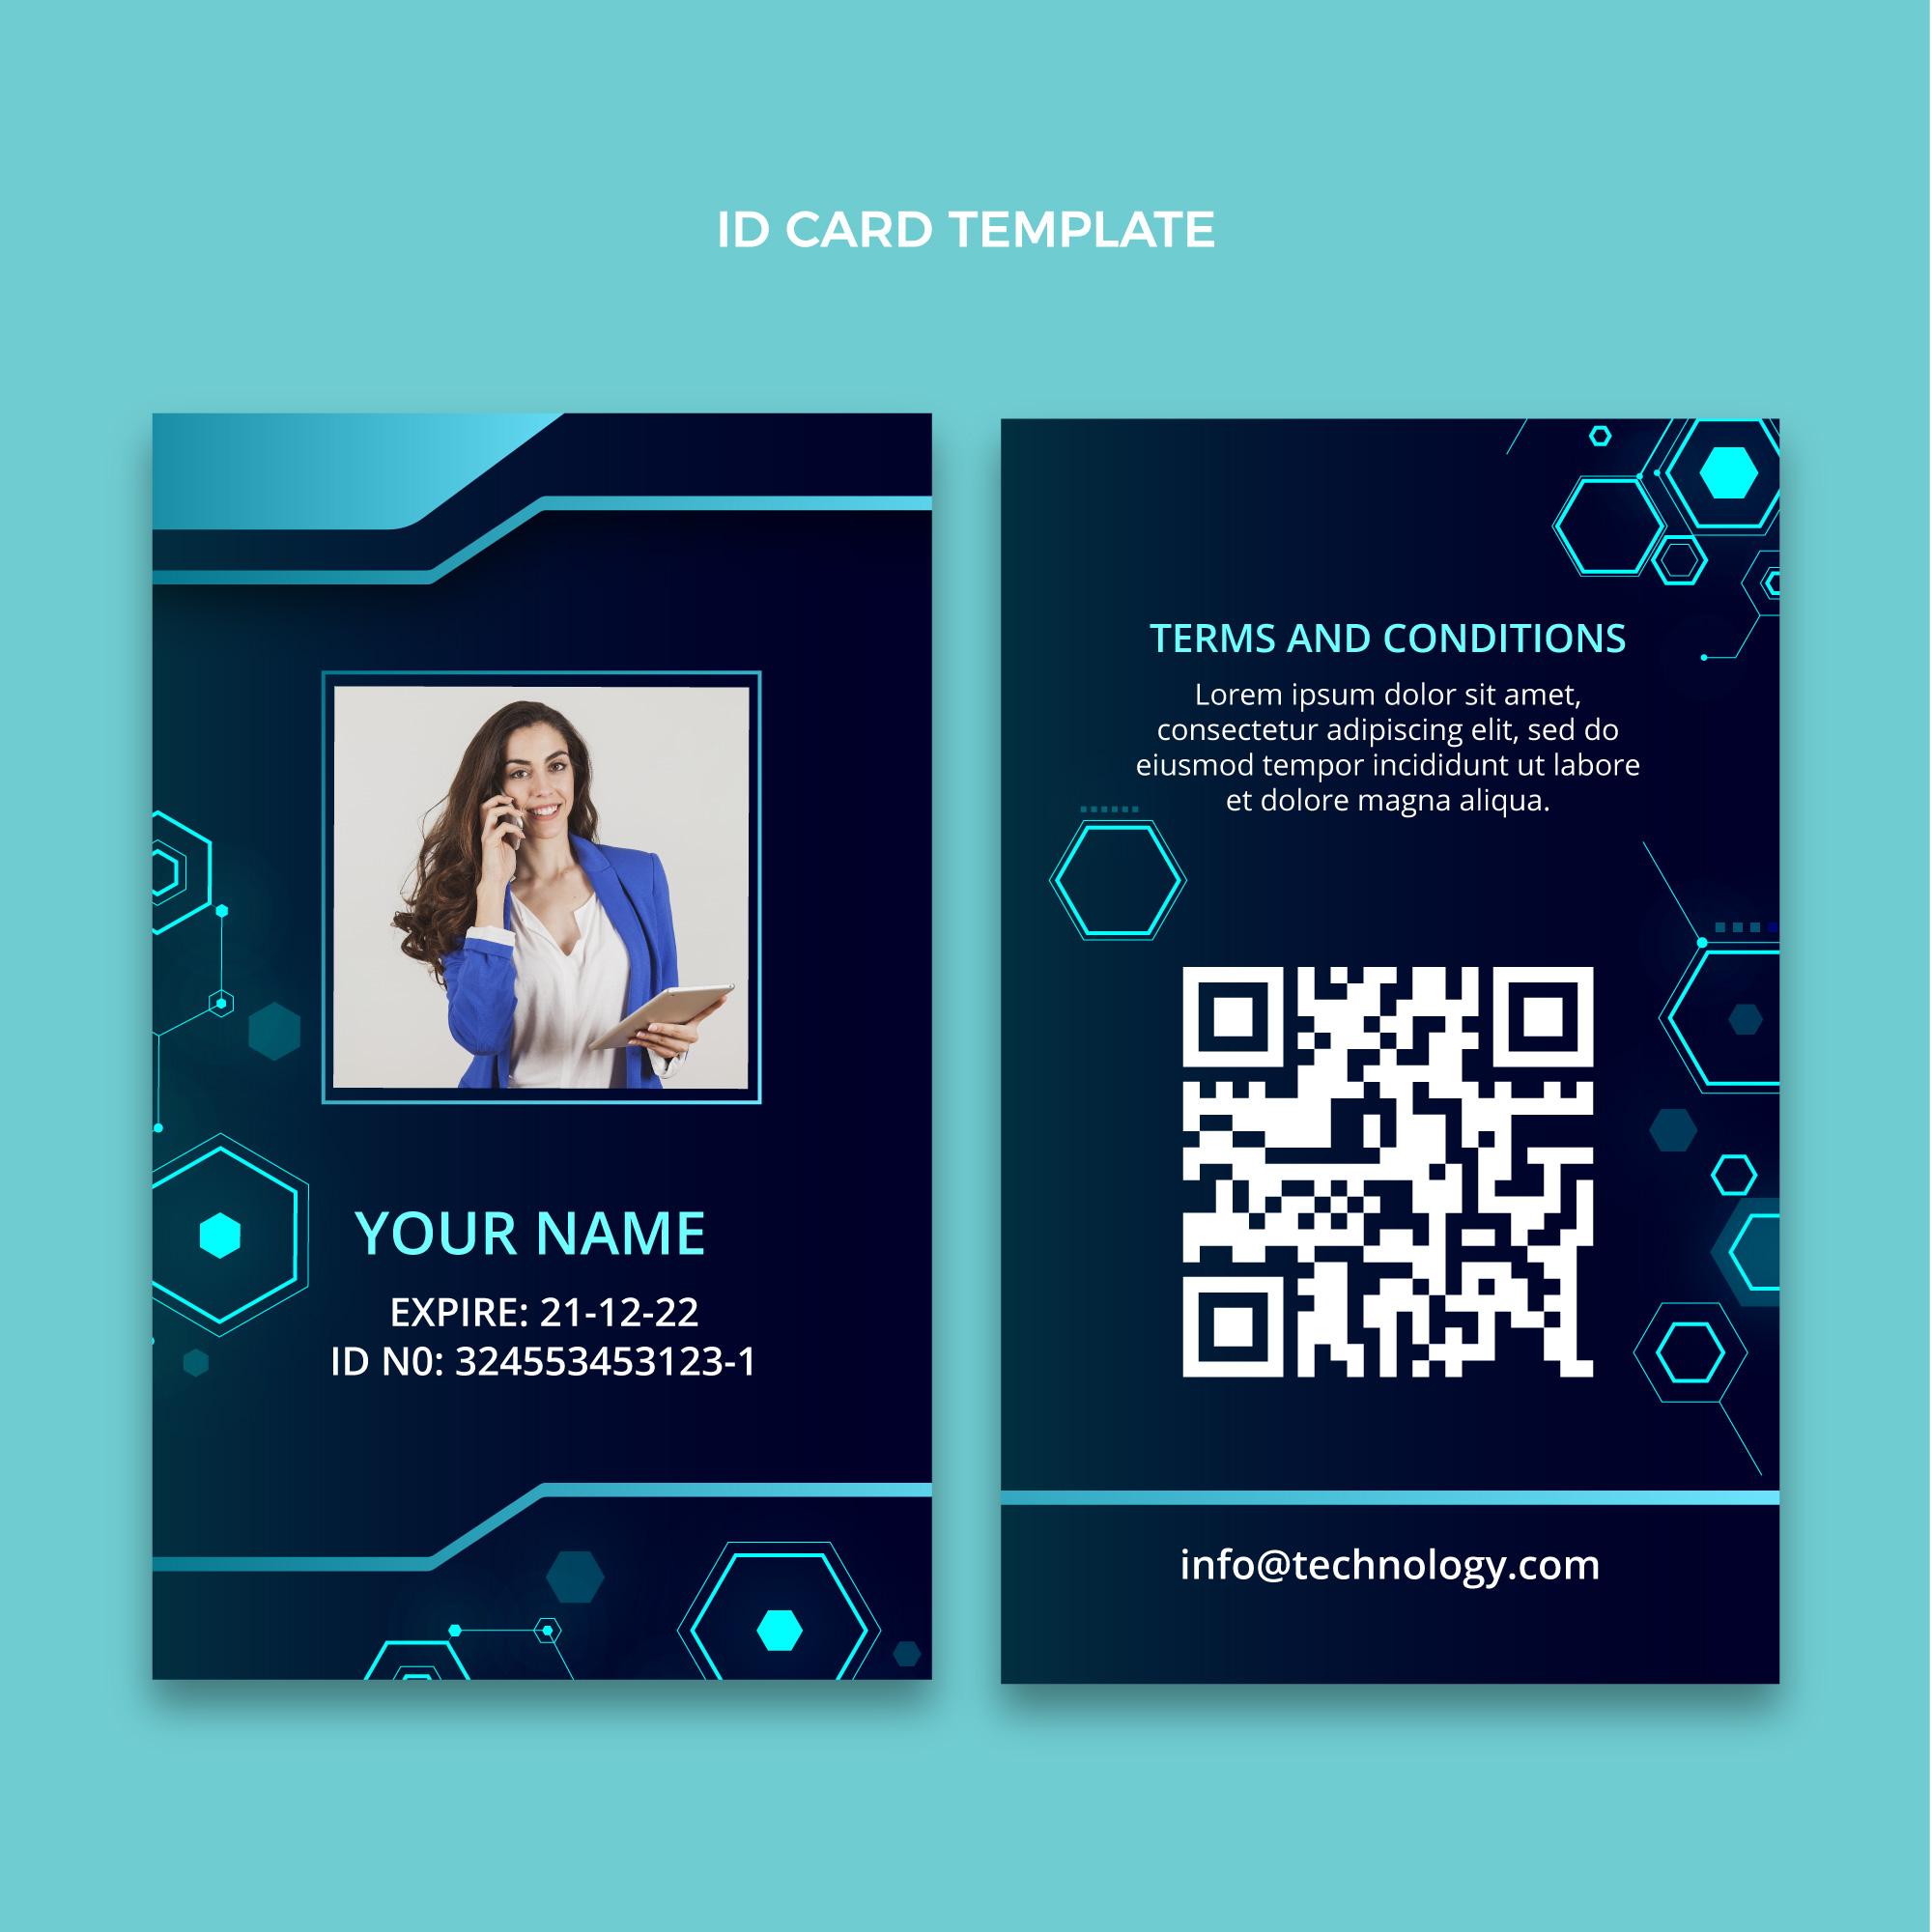 ID CARD TEMPLATE
YOUR NAME
EXPIRE: 21-12-22
ID N0: 324553453123-1
TERMS AND CONDITIONS
Lorem ipsum dolor sit amet,
consectetur adipiscing elit, sed do
eiusmod tempor incididunt ut labore
et dolore magna aliqua.
info@technology.com